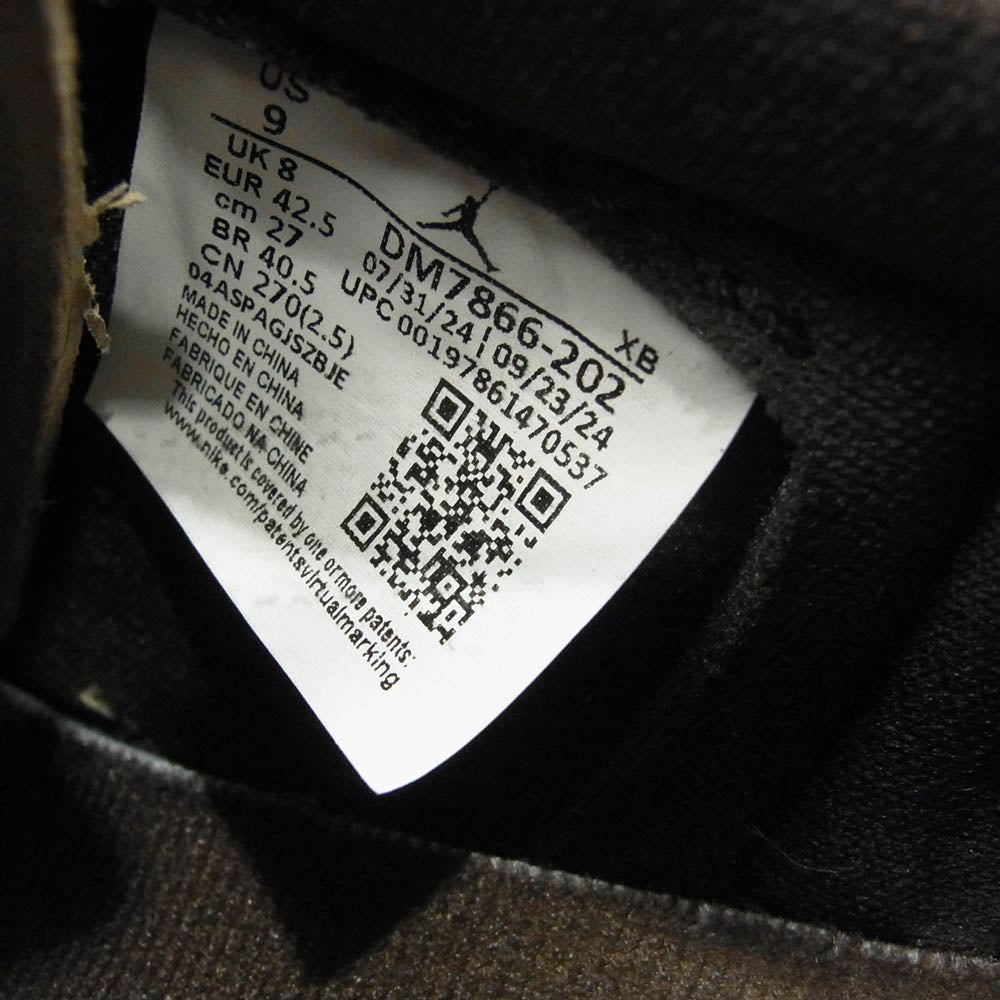 US
9
UK 8
EUR 42.5
cm 27
BR 40.5
CN 270(2.5)
04ASPAGJSZBJE
MADE IN CHINA
HECHO EN CHINA
FABRIQUE EN CHINE
FABRICADO NA CHINA
This product is covered by one or more patents:
www.nike.com/patentsvirtualmarking
XB
DM7866-202
07/31/24 | 09/23/24
UPC 00197861470537